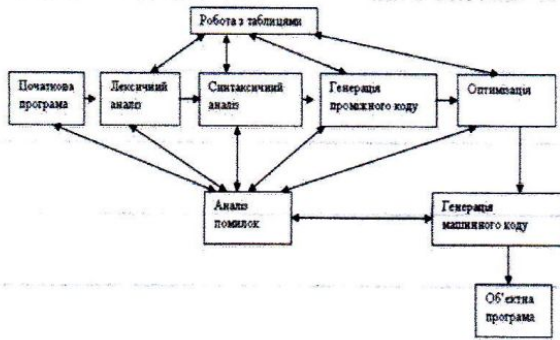 Робота з таблицями
Початкова
програма
Лексичний
аналіз
Синтаксичний
аналіз
Генерація
проміжного коду
Оптимізація
Аналіз
помилок
Генерація
машинного коду
Об'єктна
програма